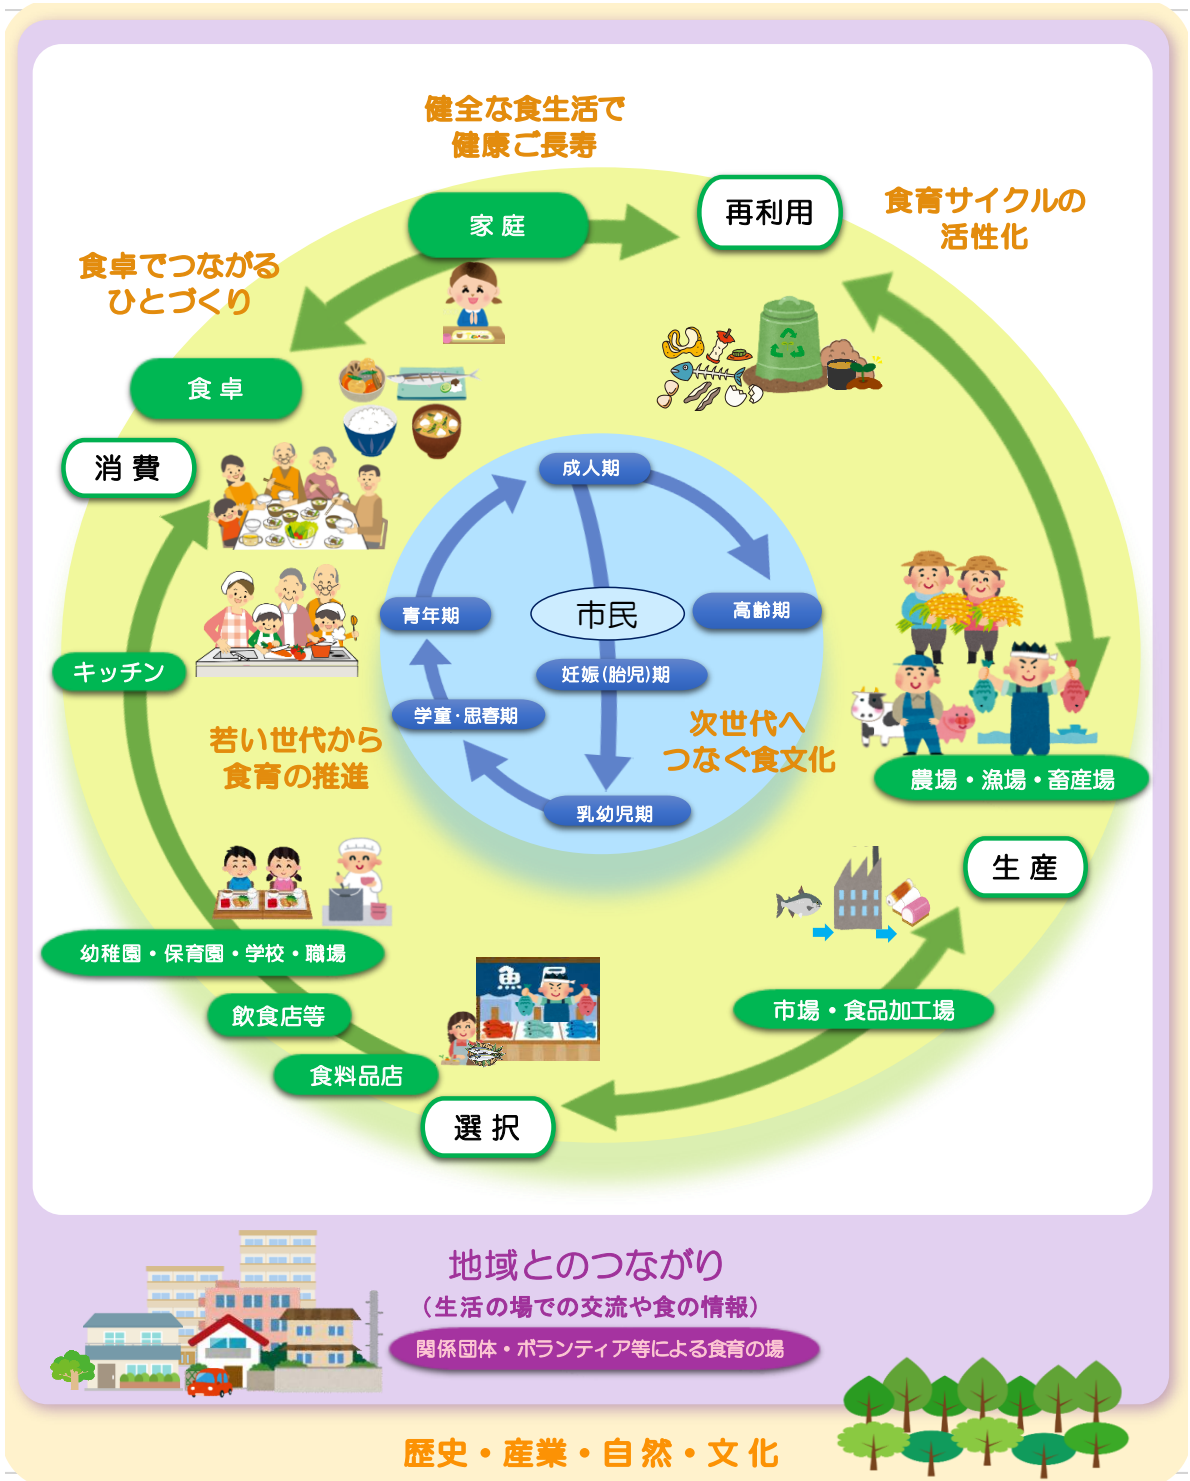 健全な食生活で
健康ご長寿
家庭
再利用
食育サイクルの
活性化
食卓でつながる
ひとづくり
食卓
消費
成人期
青年期
市民
高齢期
キッチン
妊娠(胎児)期
学童・思春期
若い世代から
食育の推進
次世代へ
つなぐ食文化
乳幼児期
農場・漁場・畜産場
生産
幼稚園・保育園・学校・職場
魚
飲食店等
市場・食品加工場
食料品店
選択
地域とのつながり
（生活の場での交流や食の情報）
関係団体・ボランティア等による食育の場
歴史・産業・自然・文化